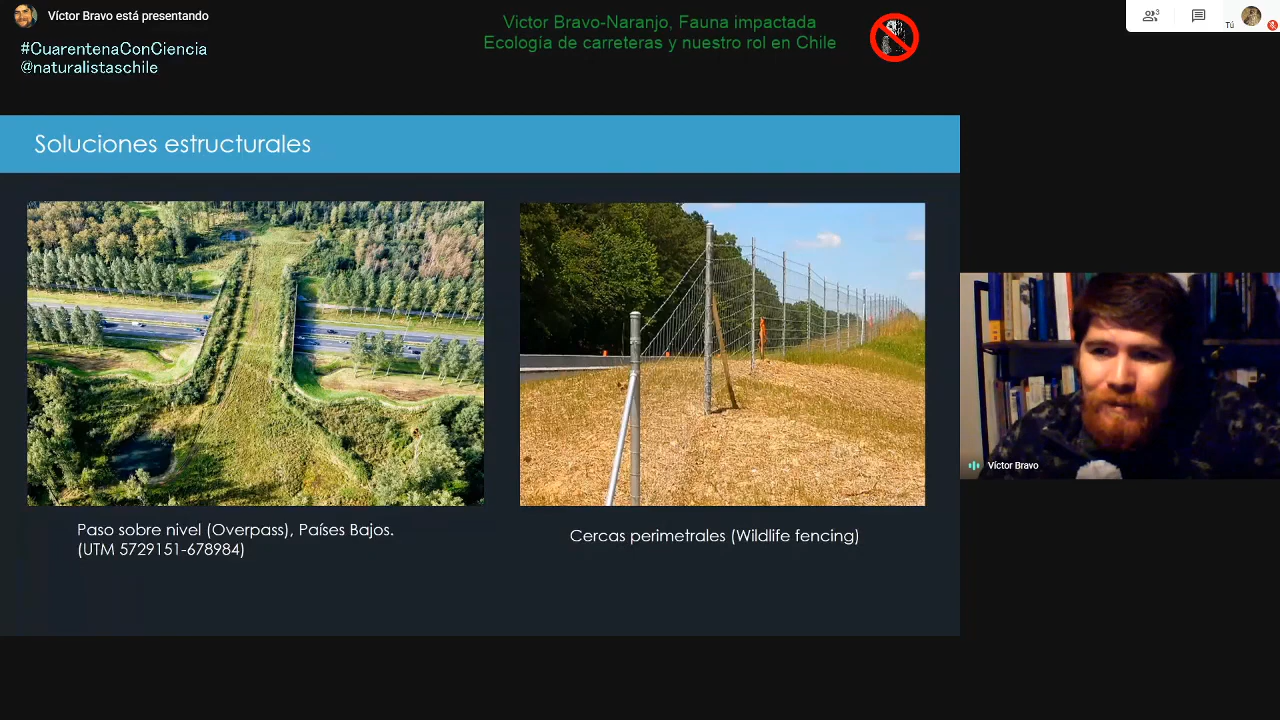 Víctor Bravo está presentando
#CuarentenaConCiencia
@naturalistaschile
Victor Bravo-Naranjo, Fauna impactada
Ecología de carreteras y nuestro rol en Chile
3
Tú
Soluciones estructurales
Paso sobre nivel (Overpass), Países Bajos.
(UTM 5729151-678984)
Cercas perimetrales (Wildlife fencing)
Víctor Bravo